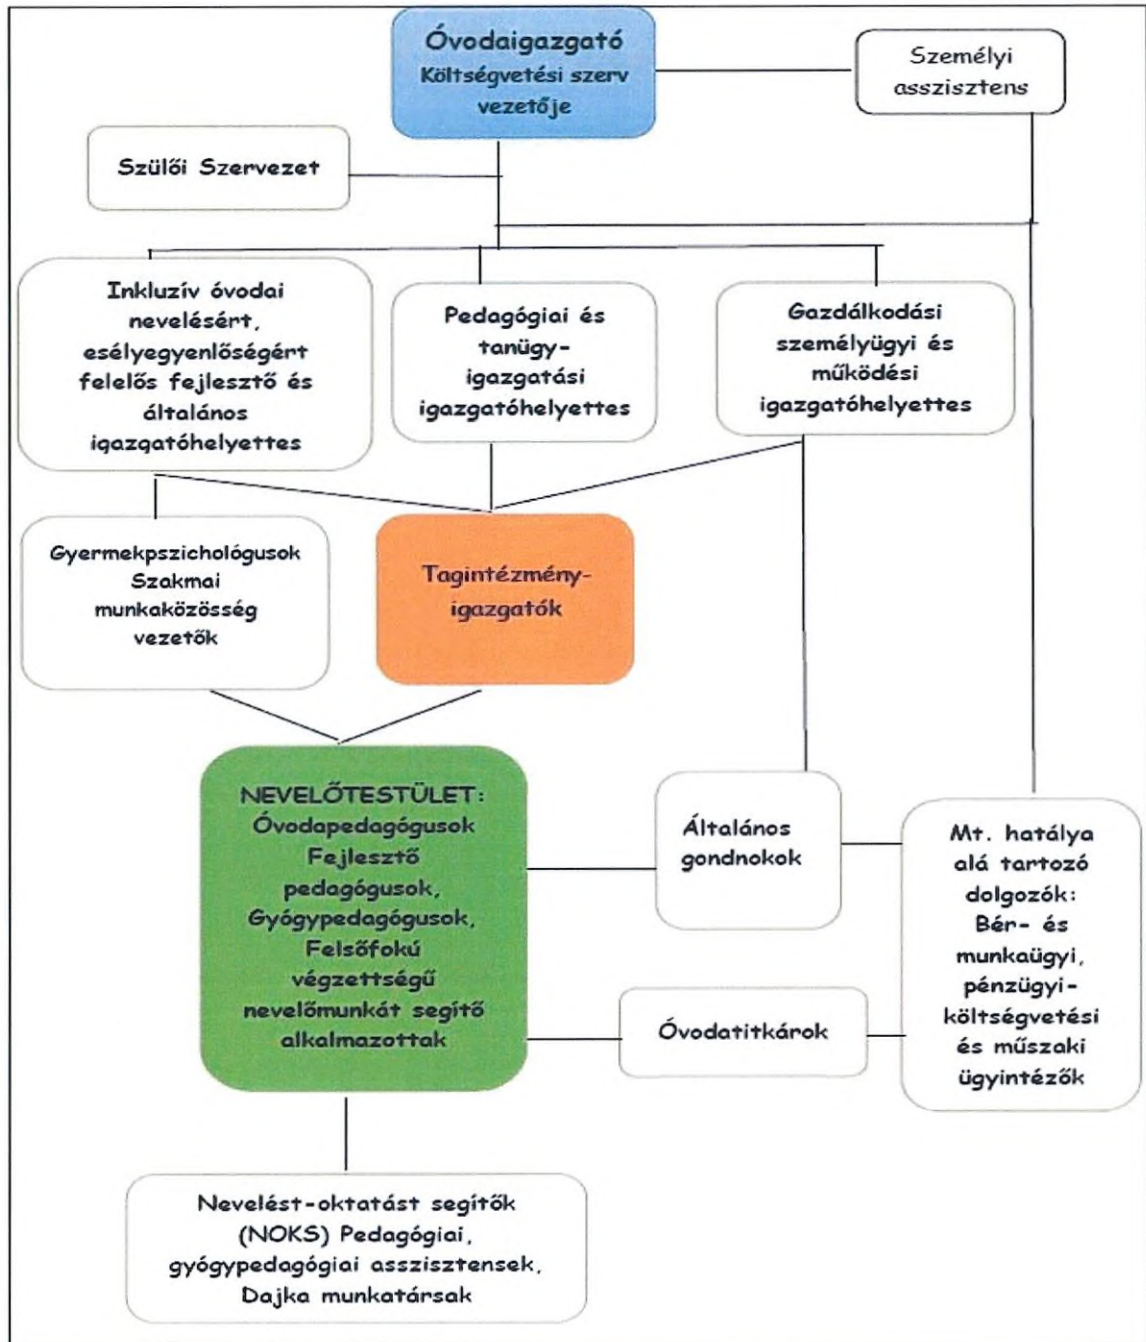 Óvodaigazgató
Költségvetési szerv
vezetője
Személyi
asszisztens
Szülői Szervezet
Inkluzív óvodai
nevelésért,
esélyegyenlőségért
felelős fejlesztő és
általános
igazgatóhelyettes
Pedagógiai és
tanügy-
igazgatási
igazgatóhelyettes
Gazdálkodási
személyügyi és
működési
igazgatóhelyettes
Gyermekpszichológusok
Szakmai
munkaközösség
vezetők
Tagintézmény-
igazgatók
NEVELŐTESTÜLET:
Óvodapedagógusok
Fejlesztő
pedagógusok,
Gyógypedagógusok,
Felsőfokú
végzettségű
nevelőmunkát segítő
alkalmazottak
Általános
gondnokok
Mt. hatálya
alá tartozó
dolgozók:
Bér- és
munkaügyi,
pénzügyi-
költségvetési
és műszaki
ügyintézők
Óvodatitkárok
Nevelést-oktatást segítők
(NOKS) Pedagógiai,
gyógypedagógiai asszisztensek,
Dajka munkatársak